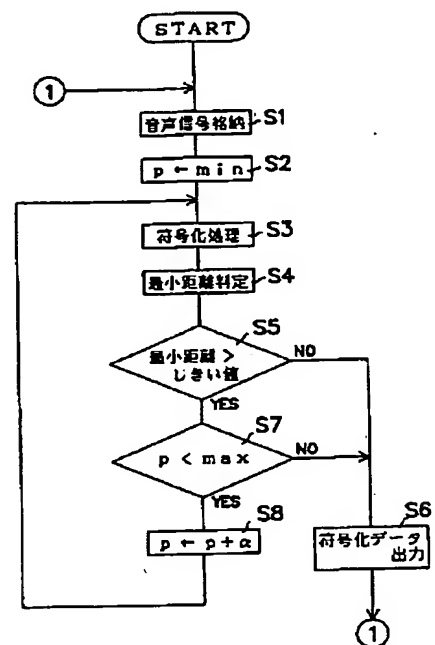 START
1
音声信号格納
S1
p ← min
S2
符号化処理
S3
最小距離判定
S4
最小距離 >
しきい値
S5
NO
YES
p < max
S7
NO
YES
p ← p + α
S8
符号化データ
出力
S6
1